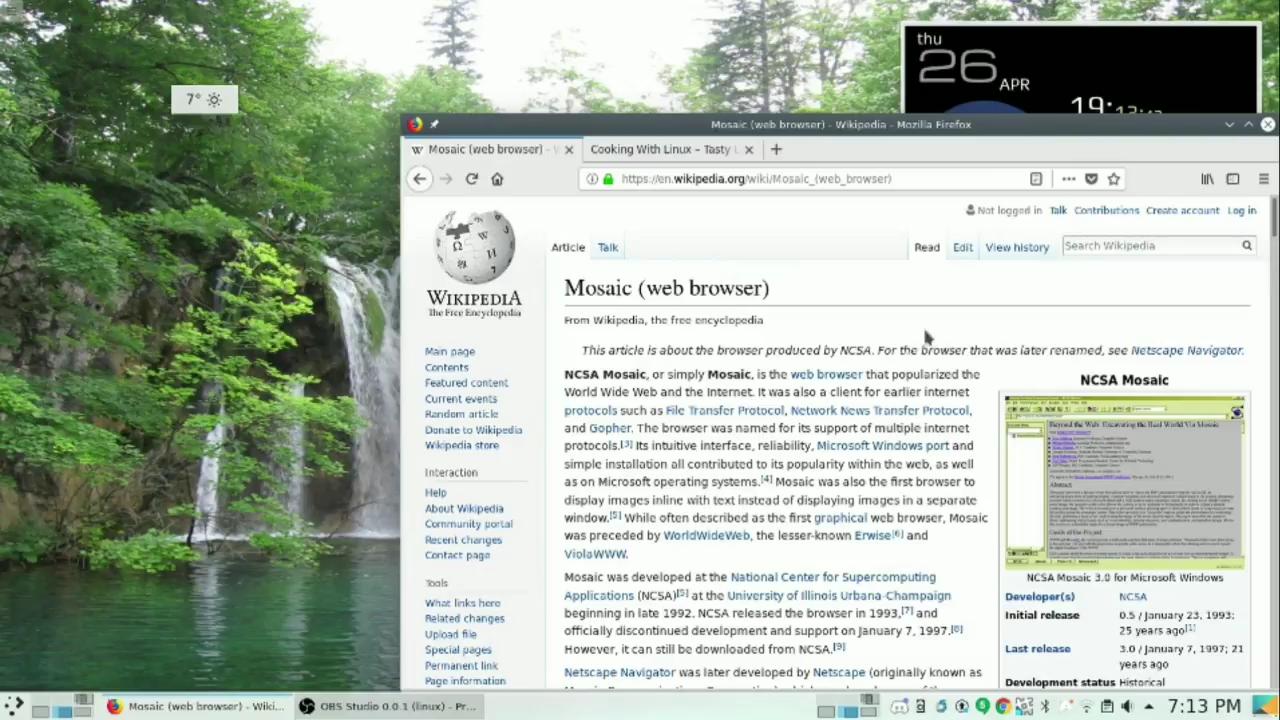 thu
26
APR
19:
7°
Mosaic (web browser) - Wikipedia - Mozilla Firefox
Mosaic (web browser) -
Cooking With Linux – Tasty
https://en.wikipedia.org/wiki/Mosaic_(web_browser)
Not logged in Talk Contributions Create account Log in
Article Talk Read Edit View history Search Wikipedia
WIKIPEDIA
The Free Encyclopedia
Main page
Contents
Featured content
Current events
Random article
Donate to Wikipedia
Wikipedia store
Interaction
Help
About Wikipedia
Community portal
Recent changes
Contact page
Tools
What links here
Related changes
Upload file
Special pages
Permanent link
Page information
Mosaic (web browser)
From Wikipedia, the free encyclopedia
This article is about the browser produced by NCSA. For the browser that was later renamed, see Netscape Navigator.
NCSA Mosaic, or simply Mosaic, is the web browser that popularized the
World Wide Web and the Internet. It was also a client for earlier internet
protocols such as File Transfer Protocol, Network News Transfer Protocol,
and Gopher. The browser was named for its support of multiple internet
protocols.[3] Its intuitive interface, reliability, Microsoft Windows port and
simple installation all contributed to its popularity within the web, as well
as on Microsoft operating systems.[4] Mosaic was also the first browser to
display images inline with text instead of displaying images in a separate
window.[5] While often described as the first graphical web browser, Mosaic
was preceded by WorldWideWeb, the lesser-known Erwise[6] and
ViolaWWW.
Mosaic was developed at the National Center for Supercomputing
Applications (NCSA)[5] at the University of Illinois Urbana-Champaign
beginning in late 1992. NCSA released the browser in 1993,[7] and
officially discontinued development and support on January 7, 1997.[8]
However, it can still be downloaded from NCSA.[9]
Netscape Navigator was later developed by Netscape (originally known as
NCSA Mosaic
Beyond the Web: Excavating the Real World Via Mosaic
NCSA Mosaic 3.0 for Microsoft Windows
Developer(s) NCSA
Initial release 0.5 / January 23, 1993;
25 years ago[1]
Last release 3.0 / January 7, 1997; 21
years ago
Development status Historical
Mosaic (web browser) - Wiki...
OBS Studio 0.0.1 (linux) - Pr...
7:13 PM